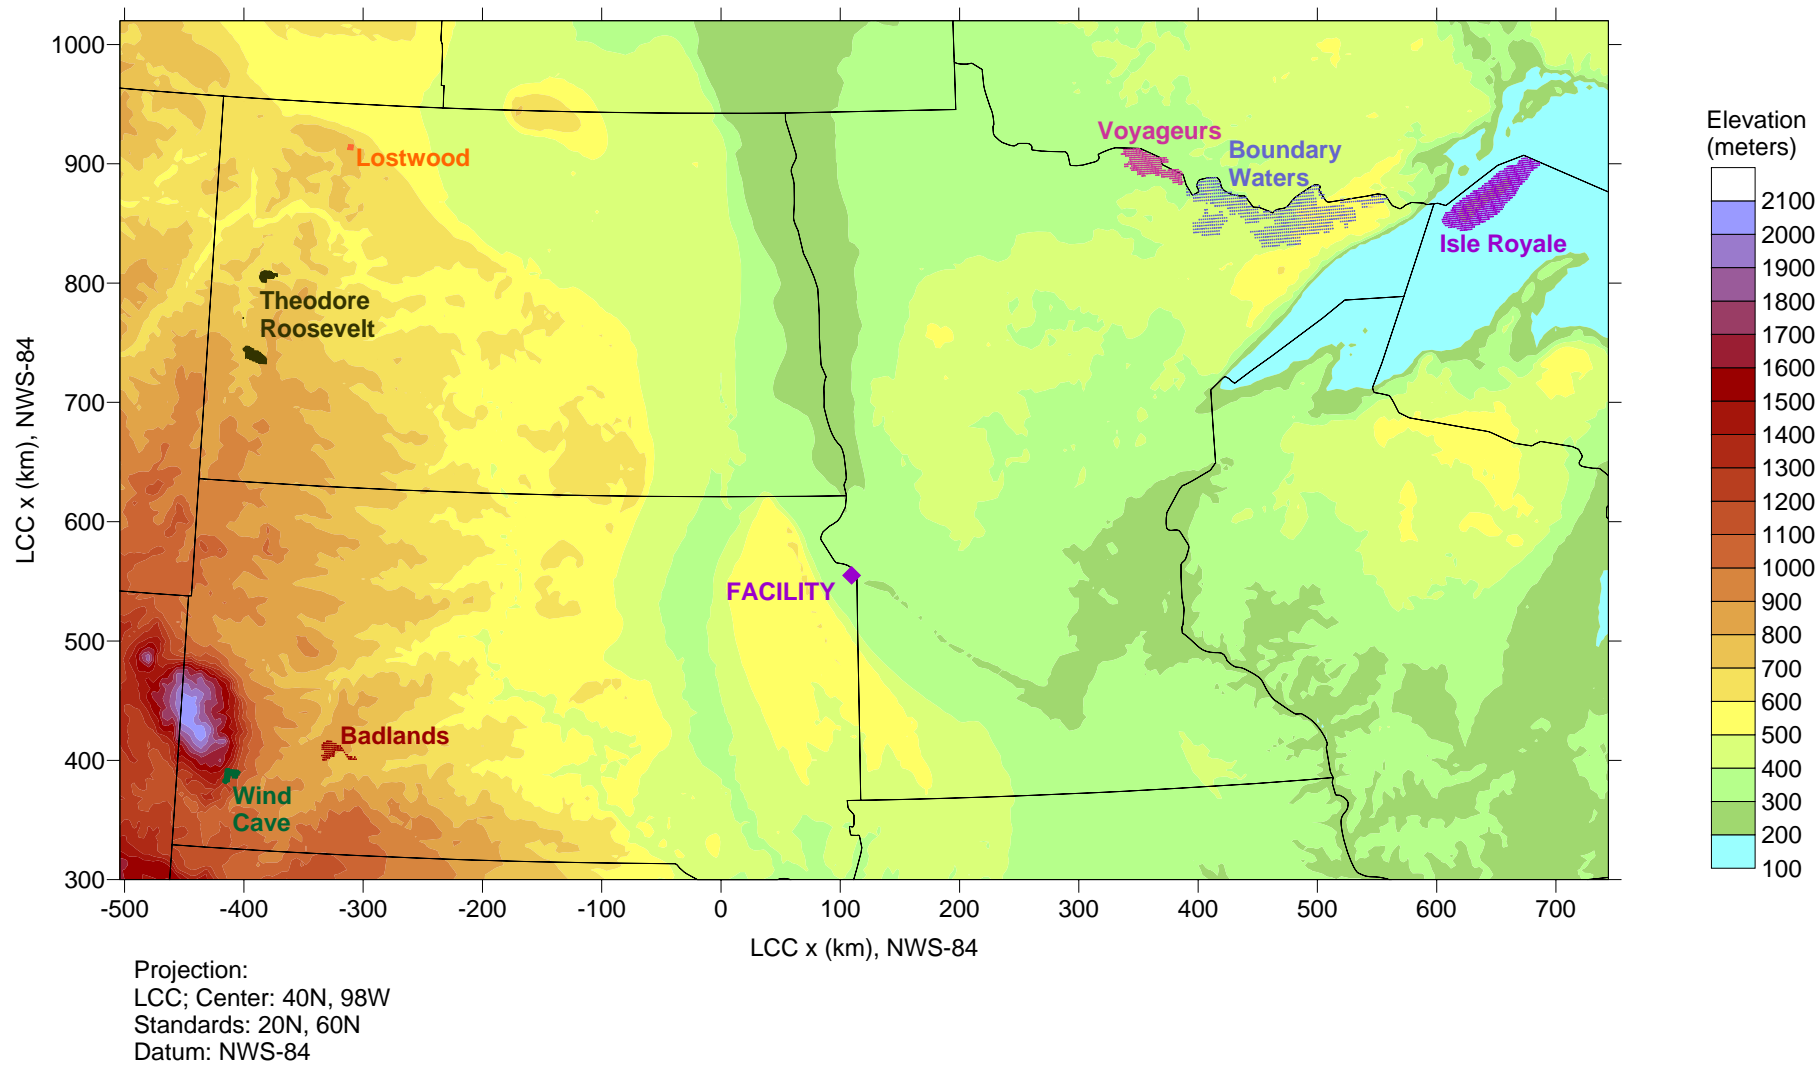 1000
900
800
700
600
500
400
300
LCC x (km), NWS-84
Lostwood
Theodore
Roosevelt
Badlands
Wind
Cave
FACILITY
Voyageurs
Boundary
Waters
Isle Royale
-500
-400
-300
-200
-100
0
100
200
300
400
500
600
700
LCC x (km), NWS-84
Elevation
(meters)
2100
2000
1900
1800
1700
1600
1500
1400
1300
1200
1100
1000
900
800
700
600
500
400
300
200
100
Projection:
LCC; Center: 40N, 98W
Standards: 20N, 60N
Datum: NWS-84